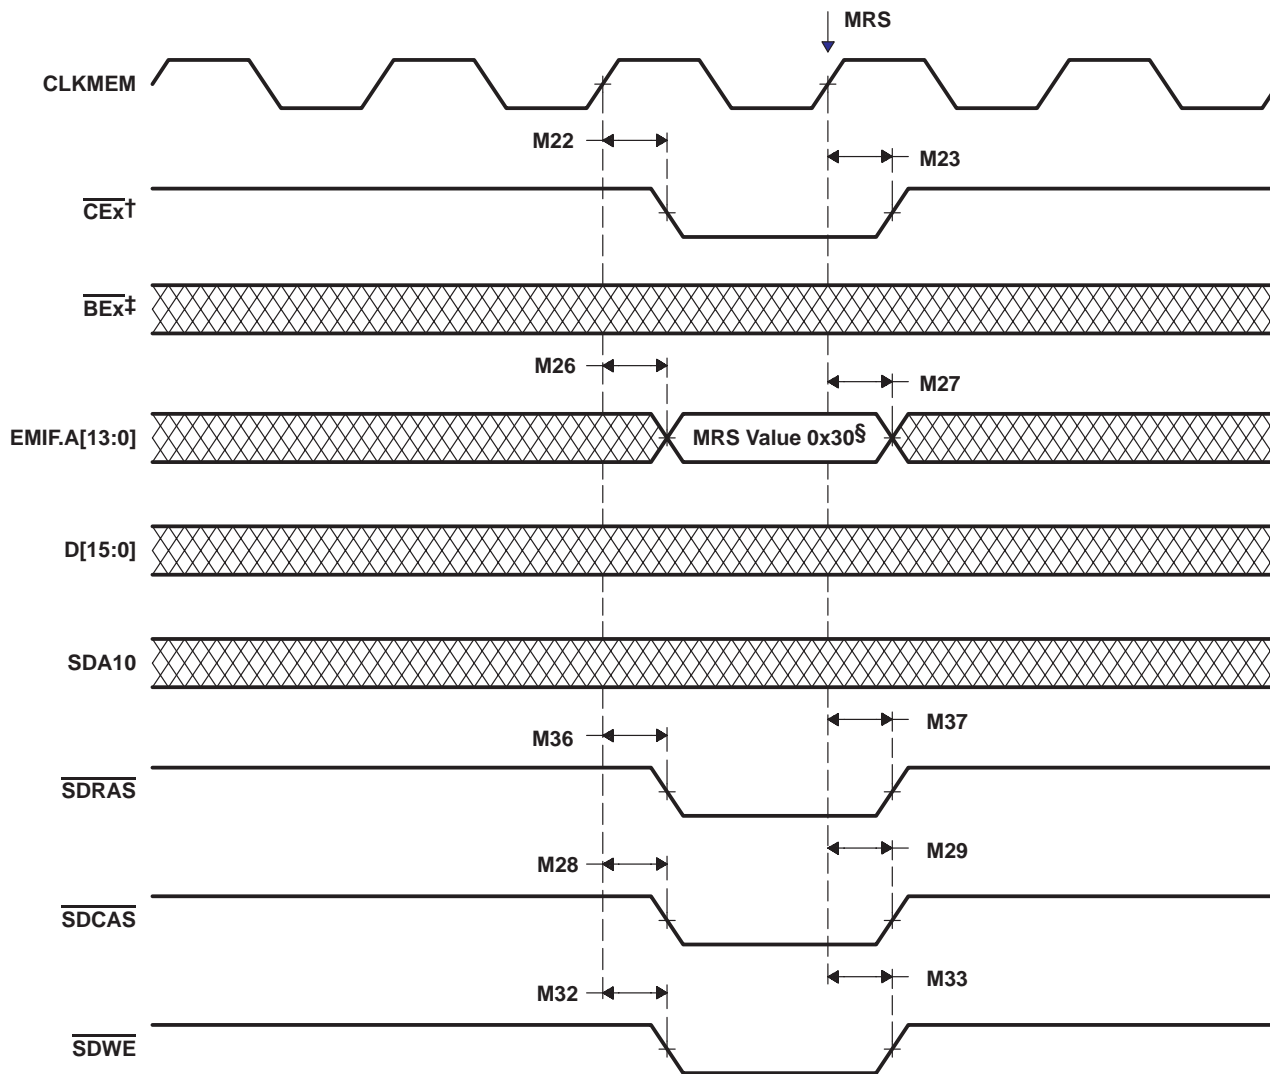 MRS
CLKMEM
M22
M23
CEx†
BEx‡
M26
M27
EMIF.A[13:0]
MRS Value 0x30§
D[15:0]
SDA10
M36
M37
SDRAS
M28
M29
SDCAS
M32
M33
SDWE